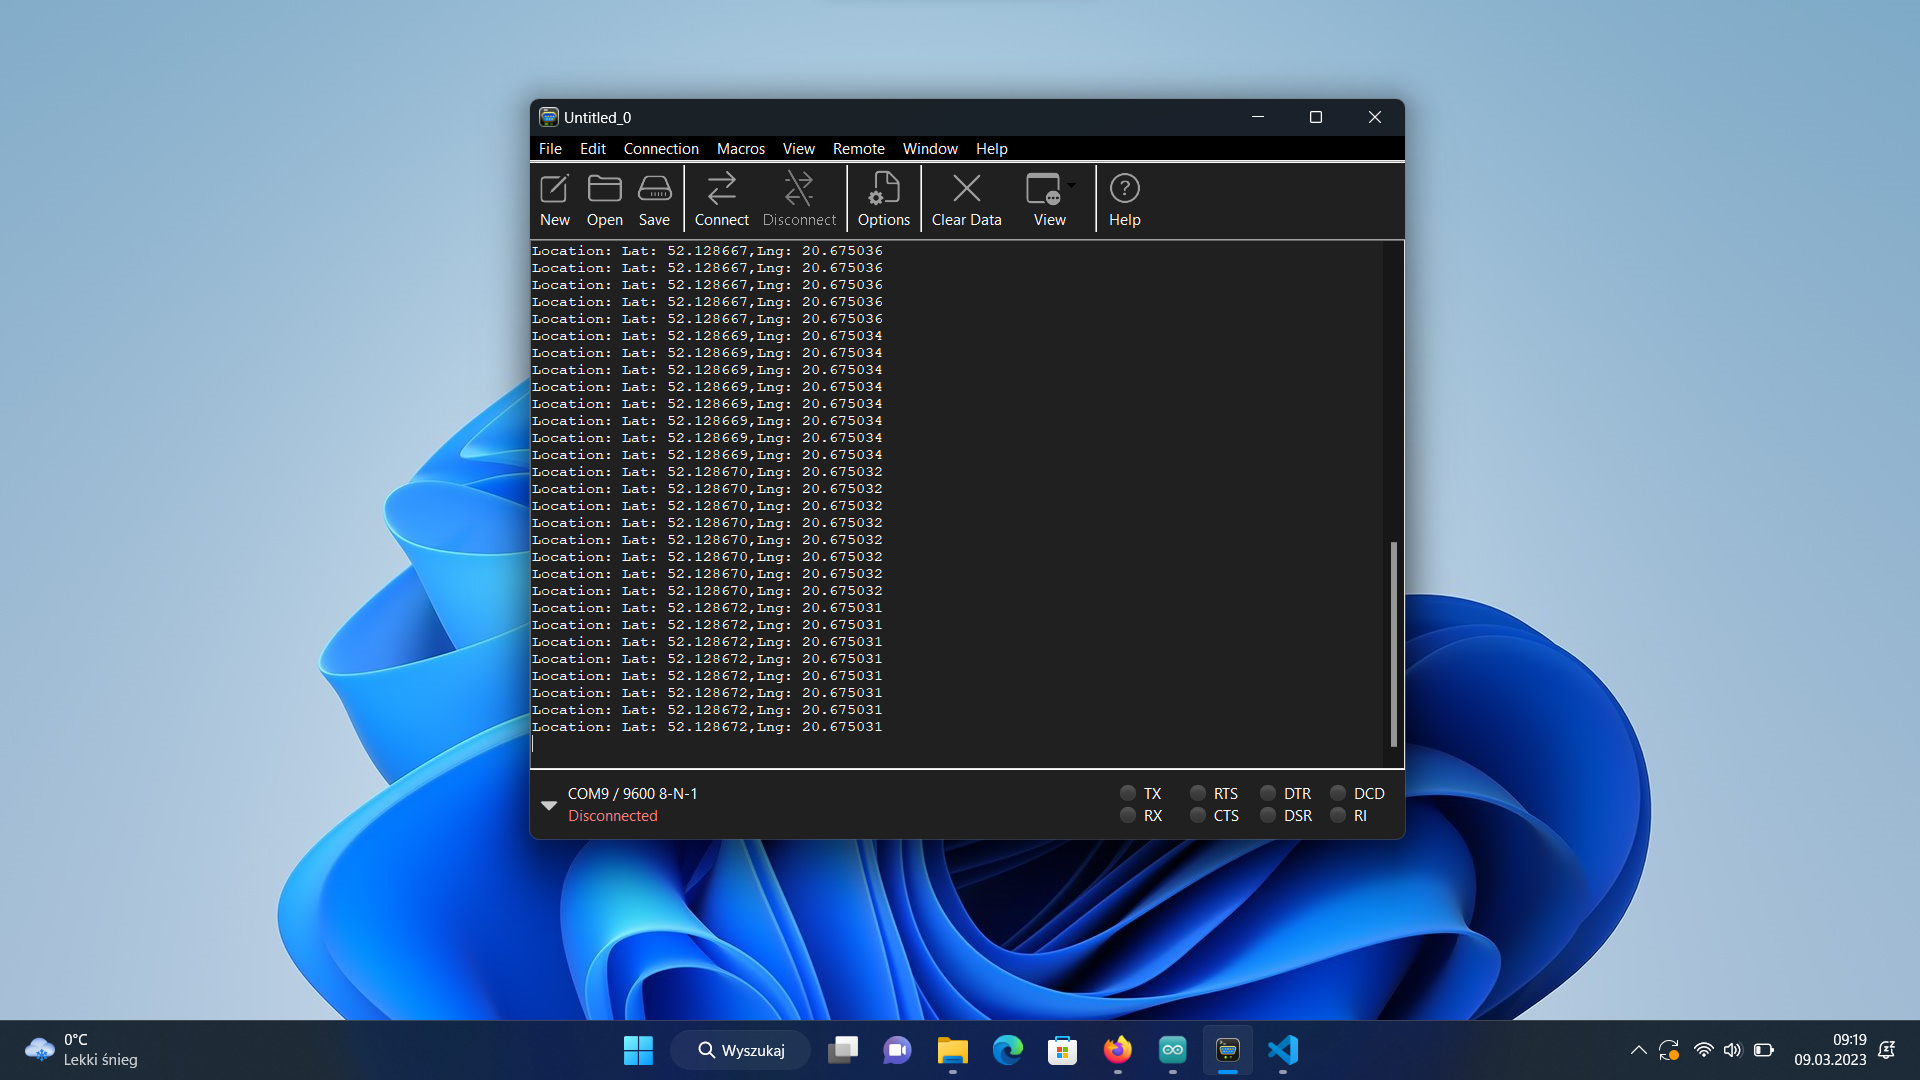 Untitled_0
File Edit Connection Macros View Remote Window Help
New Open Save Connect Disconnect Options Clear Data View Help
Location: Lat: 52.128667,Lng: 20.675036
Location: Lat: 52.128667,Lng: 20.675036
Location: Lat: 52.128667,Lng: 20.675036
Location: Lat: 52.128667,Lng: 20.675036
Location: Lat: 52.128667,Lng: 20.675036
Location: Lat: 52.128669,Lng: 20.675034
Location: Lat: 52.128669,Lng: 20.675034
Location: Lat: 52.128669,Lng: 20.675034
Location: Lat: 52.128669,Lng: 20.675034
Location: Lat: 52.128669,Lng: 20.675034
Location: Lat: 52.128669,Lng: 20.675034
Location: Lat: 52.128669,Lng: 20.675034
Location: Lat: 52.128669,Lng: 20.675034
Location: Lat: 52.128670,Lng: 20.675032
Location: Lat: 52.128670,Lng: 20.675032
Location: Lat: 52.128670,Lng: 20.675032
Location: Lat: 52.128670,Lng: 20.675032
Location: Lat: 52.128670,Lng: 20.675032
Location: Lat: 52.128670,Lng: 20.675032
Location: Lat: 52.128670,Lng: 20.675032
Location: Lat: 52.128670,Lng: 20.675032
Location: Lat: 52.128672,Lng: 20.675031
Location: Lat: 52.128672,Lng: 20.675031
Location: Lat: 52.128672,Lng: 20.675031
Location: Lat: 52.128672,Lng: 20.675031
Location: Lat: 52.128672,Lng: 20.675031
Location: Lat: 52.128672,Lng: 20.675031
Location: Lat: 52.128672,Lng: 20.675031
Location: Lat: 52.128672,Lng: 20.675031
COM9 / 9600 8-N-1 TX RTS DTR DCD
Disconnected RX CTS DSR RI
0°C
Lekki śnieg
Wyszukaj
09:19
09.03.2023